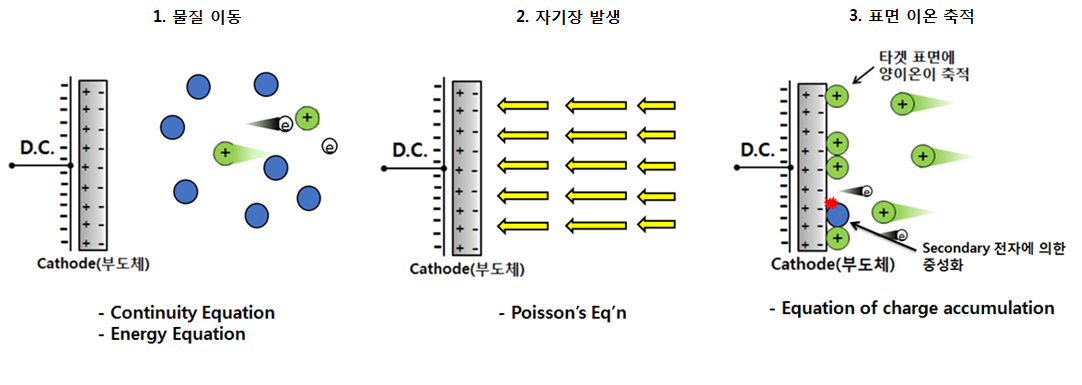 1. 물질 이동
2. 자기장 발생
3. 표면 이온 축적
D.C.
Cathode(부도체)
- Continuity Equation
- Energy Equation
D.C.
Cathode(부도체)
- Poisson's Eq'n
타겟 표면에
양이온이 축적
D.C.
Secondary 전자에 의한
중성화
Cathode(부도체)
- Equation of charge accumulation